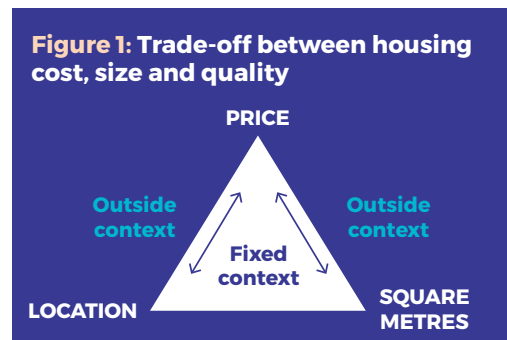 Figure 1: Trade-off between housing
cost, size and quality
PRICE
Outside
context
Outside
context
Fixed
context
LOCATION
SQUARE
METRES